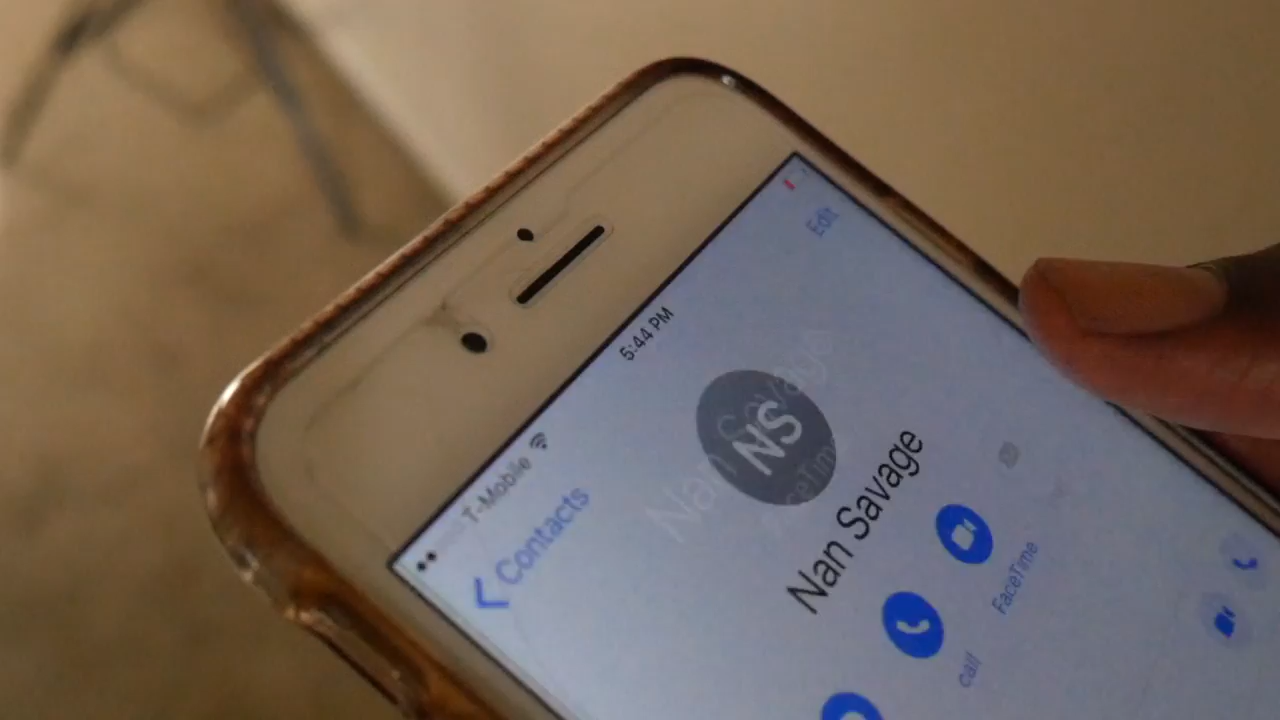 T-Mobile
5:44 PM
Contacts
Edit
NS
Nan Savage
call
FaceTime